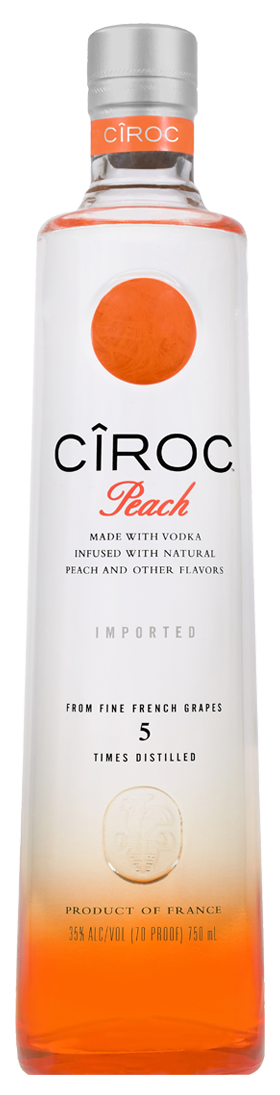 CÎROC
CÎROC
Peach
MADE WITH VODKA
INFUSED WITH NATURAL
PEACH AND OTHER FLAVORS
IMPORTED
FROM FINE FRENCH GRAPES
5
TIMES DISTILLED
PRODUCT OF FRANCE
35% ALC/VOL (70 PROOF) 750 mL